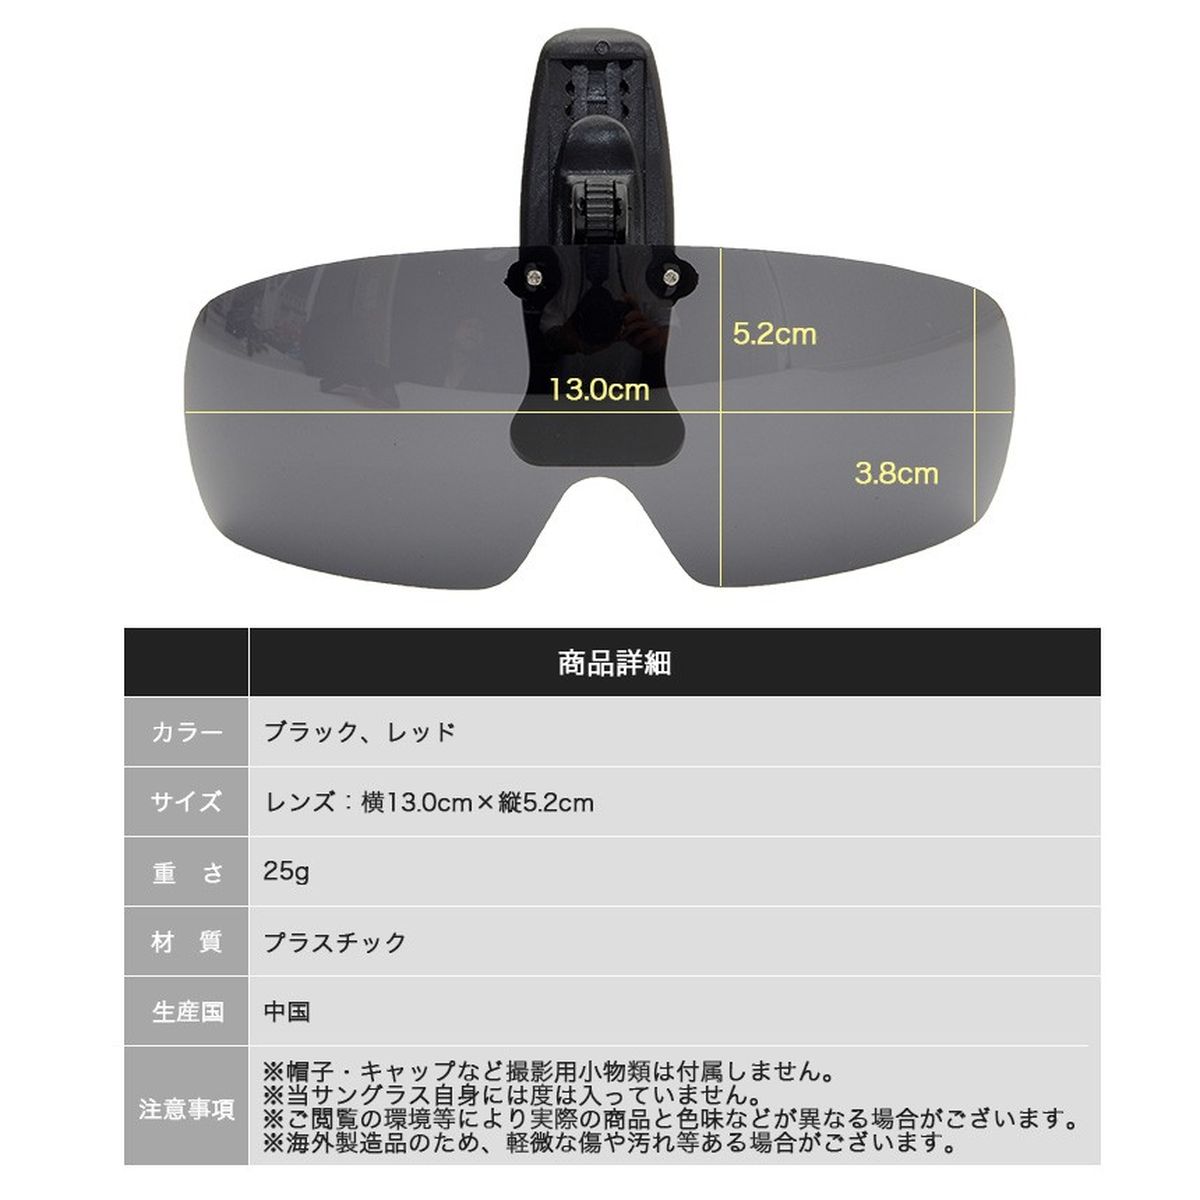 5.2cm
13.0cm
3.8cm
商品詳細
カラー ブラック、レッド
サイズ レンズ：横13.0cm×縦5.2cm
重　さ 25g
材　質 プラスチック
生産国 中国
注意事項
※帽子・キャップなど撮影用小物類は付属しません。
※当サングラス自身には度は入っていません。
※ご閲覧の環境等により実際の商品と色味などが異なる場合がございます。
※海外製造品のため、軽微な傷や汚れ等ある場合がございます。